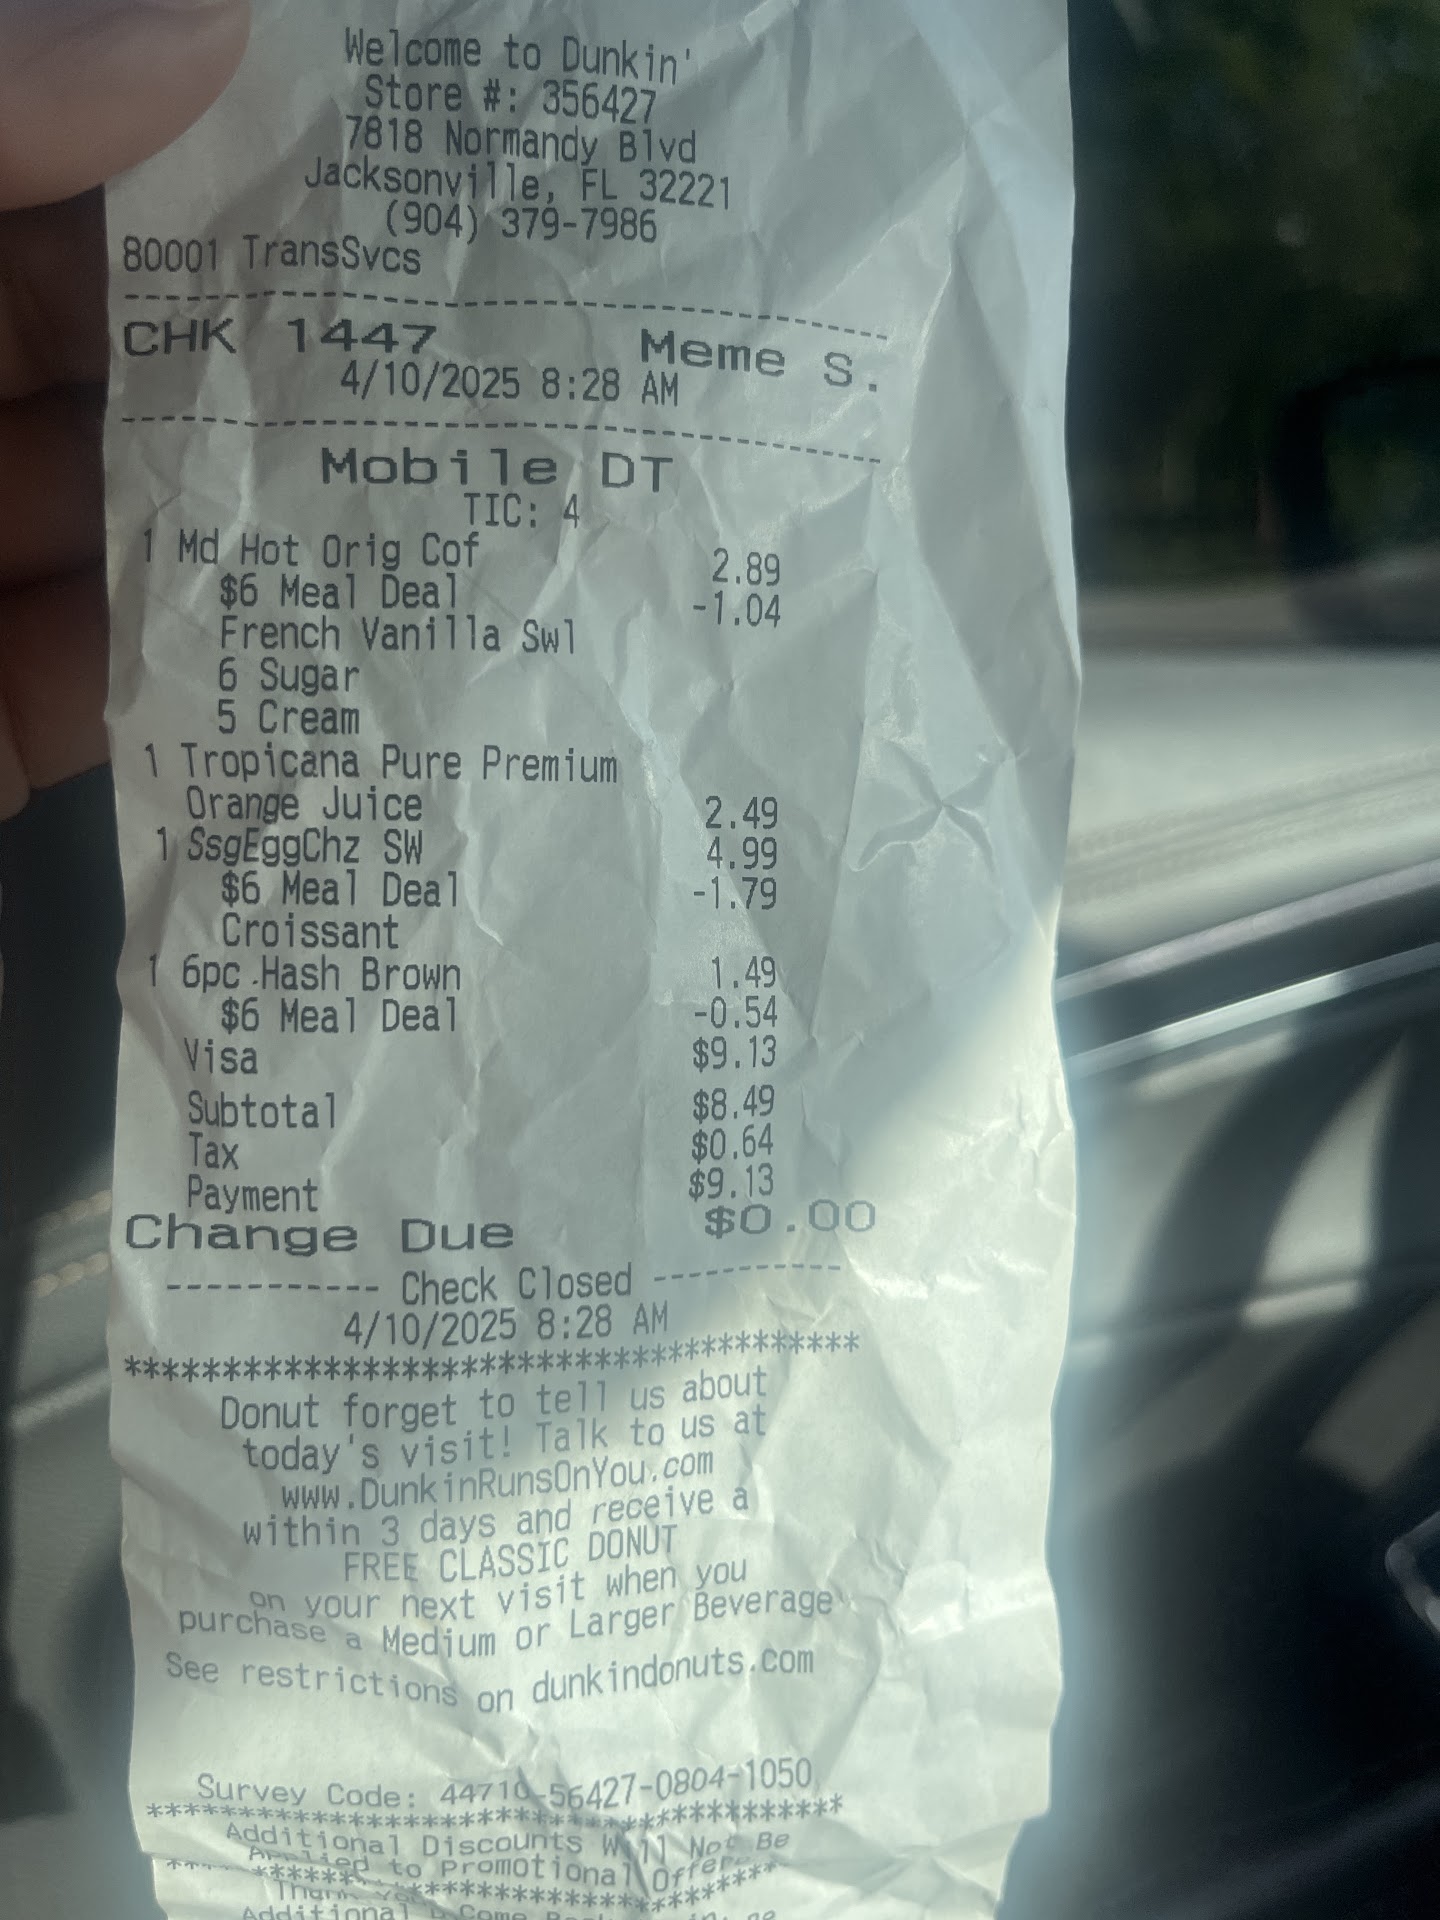 Welcome to Dunkin'
Store #: 356427
7818 Normandy Blvd
Jacksonville, FL 32221
(904) 379-7986
80001 TransSvcs
CHK 1447 Meme S.
4/10/2025 8:28 AM
Mobile DT
TIC: 4
1 Md Hot Orig Cof 2.89
$6 Meal Deal -1.04
French Vanilla Swl
6 Sugar
5 Cream
1 Tropicana Pure Premium
Orange Juice 2.49
1 SsgEggChz SW 4.99
$6 Meal Deal -1.79
Croissant
1 6pc Hash Brown 1.49
$6 Meal Deal -0.54
Visa $9.13
Subtotal $8.49
Tax $0.64
Payment $9.13
Change Due $0.00
----------- Check Closed -----------
4/10/2025 8:28 AM
************************************
Donut forget to tell us about
today's visit! Talk to us at
www.DunkinRunsOnYou.com
within 3 days and receive a
FREE CLASSIC DONUT
on your next visit when you
purchase a Medium or Larger Beverage
See restrictions on dunkindonuts.com
Survey Code: 44710-56427-0804-1050
************************************
Additional Discounts Will Not Be
Applied to Promotional Offers
Additional